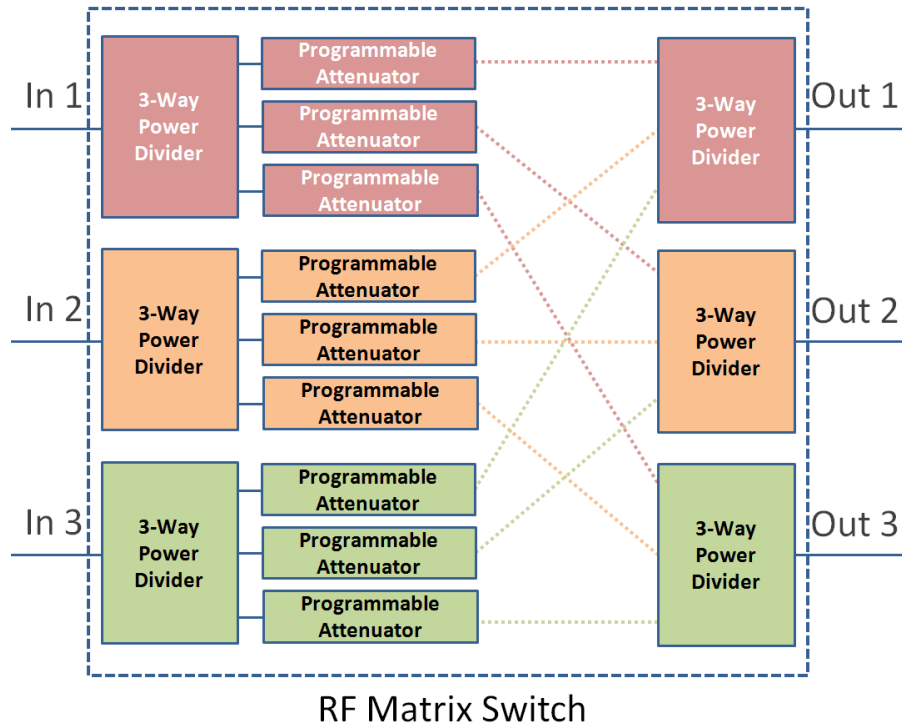 In 1
3-Way
Power
Divider
Programmable
Attenuator
Programmable
Attenuator
Programmable
Attenuator
3-Way
Power
Divider
Out 1
In 2
3-Way
Power
Divider
Programmable
Attenuator
Programmable
Attenuator
Programmable
Attenuator
3-Way
Power
Divider
Out 2
In 3
3-Way
Power
Divider
Programmable
Attenuator
Programmable
Attenuator
Programmable
Attenuator
3-Way
Power
Divider
Out 3
RF Matrix Switch